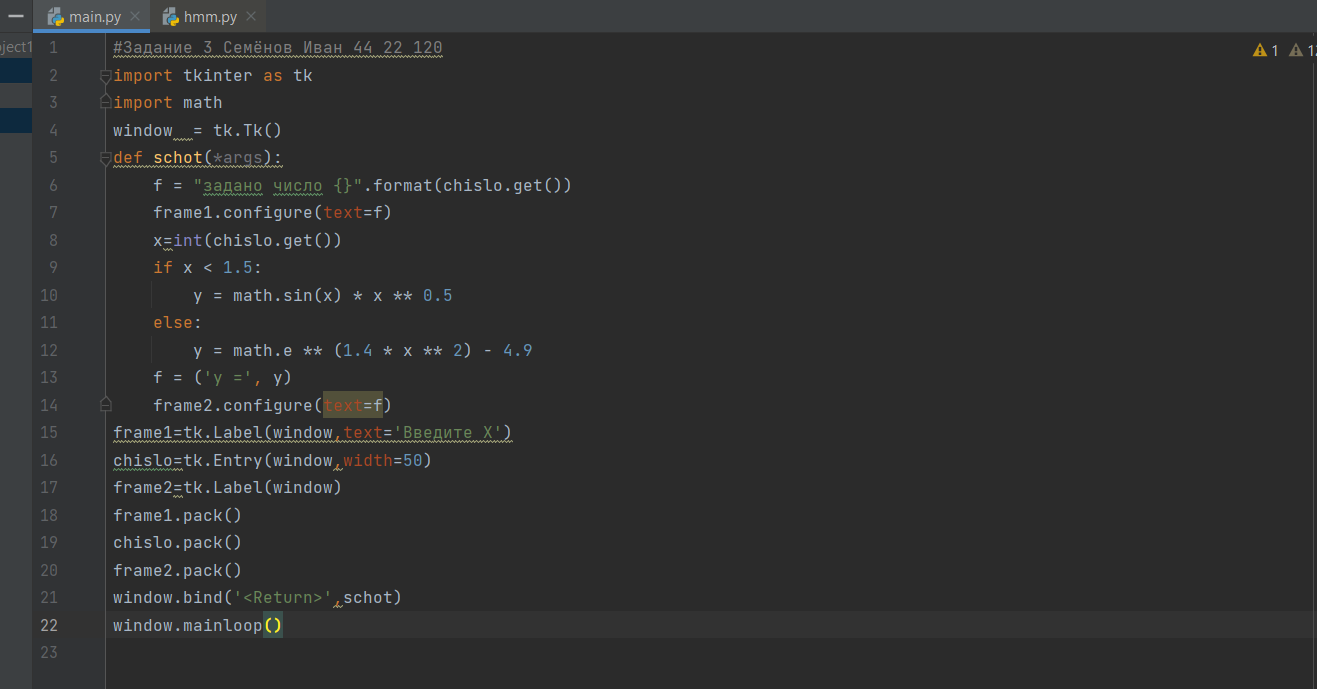 main.py hmm.py
oject1
1 12
1 #Задание 3 Семёнов Иван 44 22 120
2 import tkinter as tk
3 import math
4 window  = tk.Tk()
5 def schot(*args):
6     f = "задано число {}".format(chislo.get())
7     frame1.configure(text=f)
8     x=int(chislo.get())
9     if x < 1.5:
10         y = math.sin(x) * x ** 0.5
11     else:
12         y = math.e ** (1.4 * x ** 2) - 4.9
13     f = ('y =', y)
14     frame2.configure(text=f)
15 frame1=tk.Label(window,text='Введите X')
16 chislo=tk.Entry(window,width=50)
17 frame2=tk.Label(window)
18 frame1.pack()
19 chislo.pack()
20 frame2.pack()
21 window.bind('<Return>',schot)
22 window.mainloop()
23